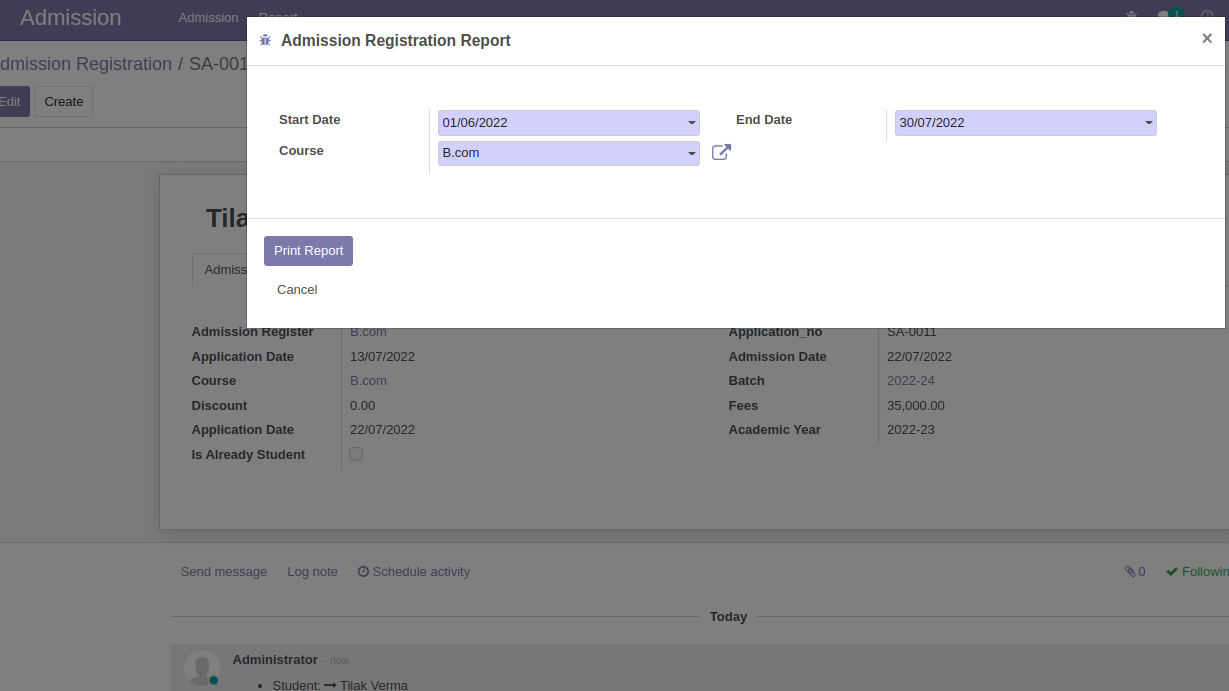 Admission Admission Report 1
Admission Registration Report ×
dmission Registration / SA-001
Edit Create
Start Date 01/06/2022 End Date 30/07/2022
Course B.com
Tila
Print Report
Admiss
Cancel
Admission Register B.com Application_no SA-0011
Application Date 13/07/2022 Admission Date 22/07/2022
Course B.com Batch 2022-24
Discount 0.00 Fees 35,000.00
Application Date 22/07/2022 Academic Year 2022-23
Is Already Student
Send message Log note Schedule activity 0 Followin
Today
Administrator - now
• Student: → Tilak Verma